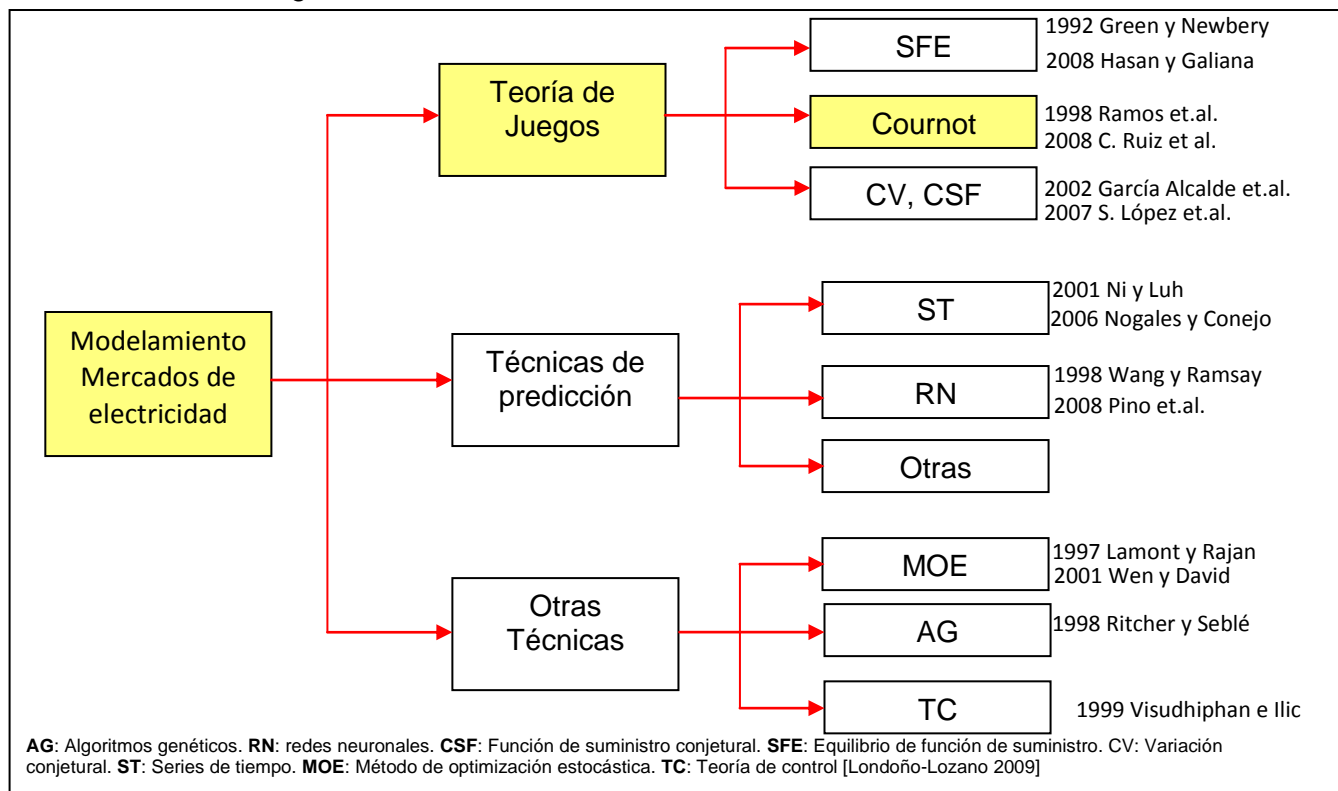 SFE
1992 Green y Newbery
2008 Hasan y Galiana
Teoría de
Juegos
Cournot
1998 Ramos et.al.
2008 C. Ruiz et al.
CV, CSF
2002 García Alcalde et.al.
2007 S. López et.al.
Modelamiento
Mercados de
electricidad
Técnicas de
predicción
ST
2001 Ni y Luh
2006 Nogales y Conejo
RN
1998 Wang y Ramsay
2008 Pino et.al.
Otras
Otras
Técnicas
MOE
1997 Lamont y Rajan
2001 Wen y David
AG
1998 Ritcher y Seblé
TC
1999 Visudhiphan e Ilic
AG: Algoritmos genéticos. RN: redes neuronales. CSF: Función de suministro conjetural. SFE: Equilibrio de función de suministro. CV: Variación
conjetural. ST: Series de tiempo. MOE: Método de optimización estocástica. TC: Teoría de control [Londoño-Lozano 2009]